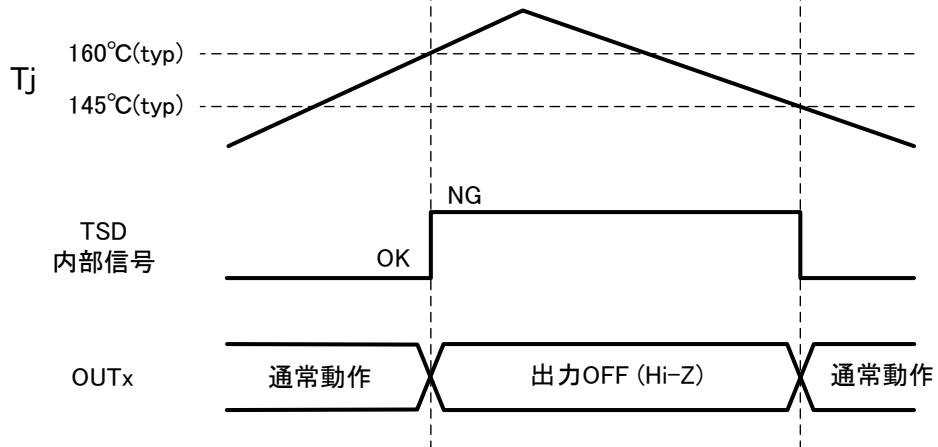 160℃(typ)
Tj
145℃(typ)
NG
TSD
内部信号
OK
OUTx
通常動作
出力OFF (Hi-Z)
通常動作